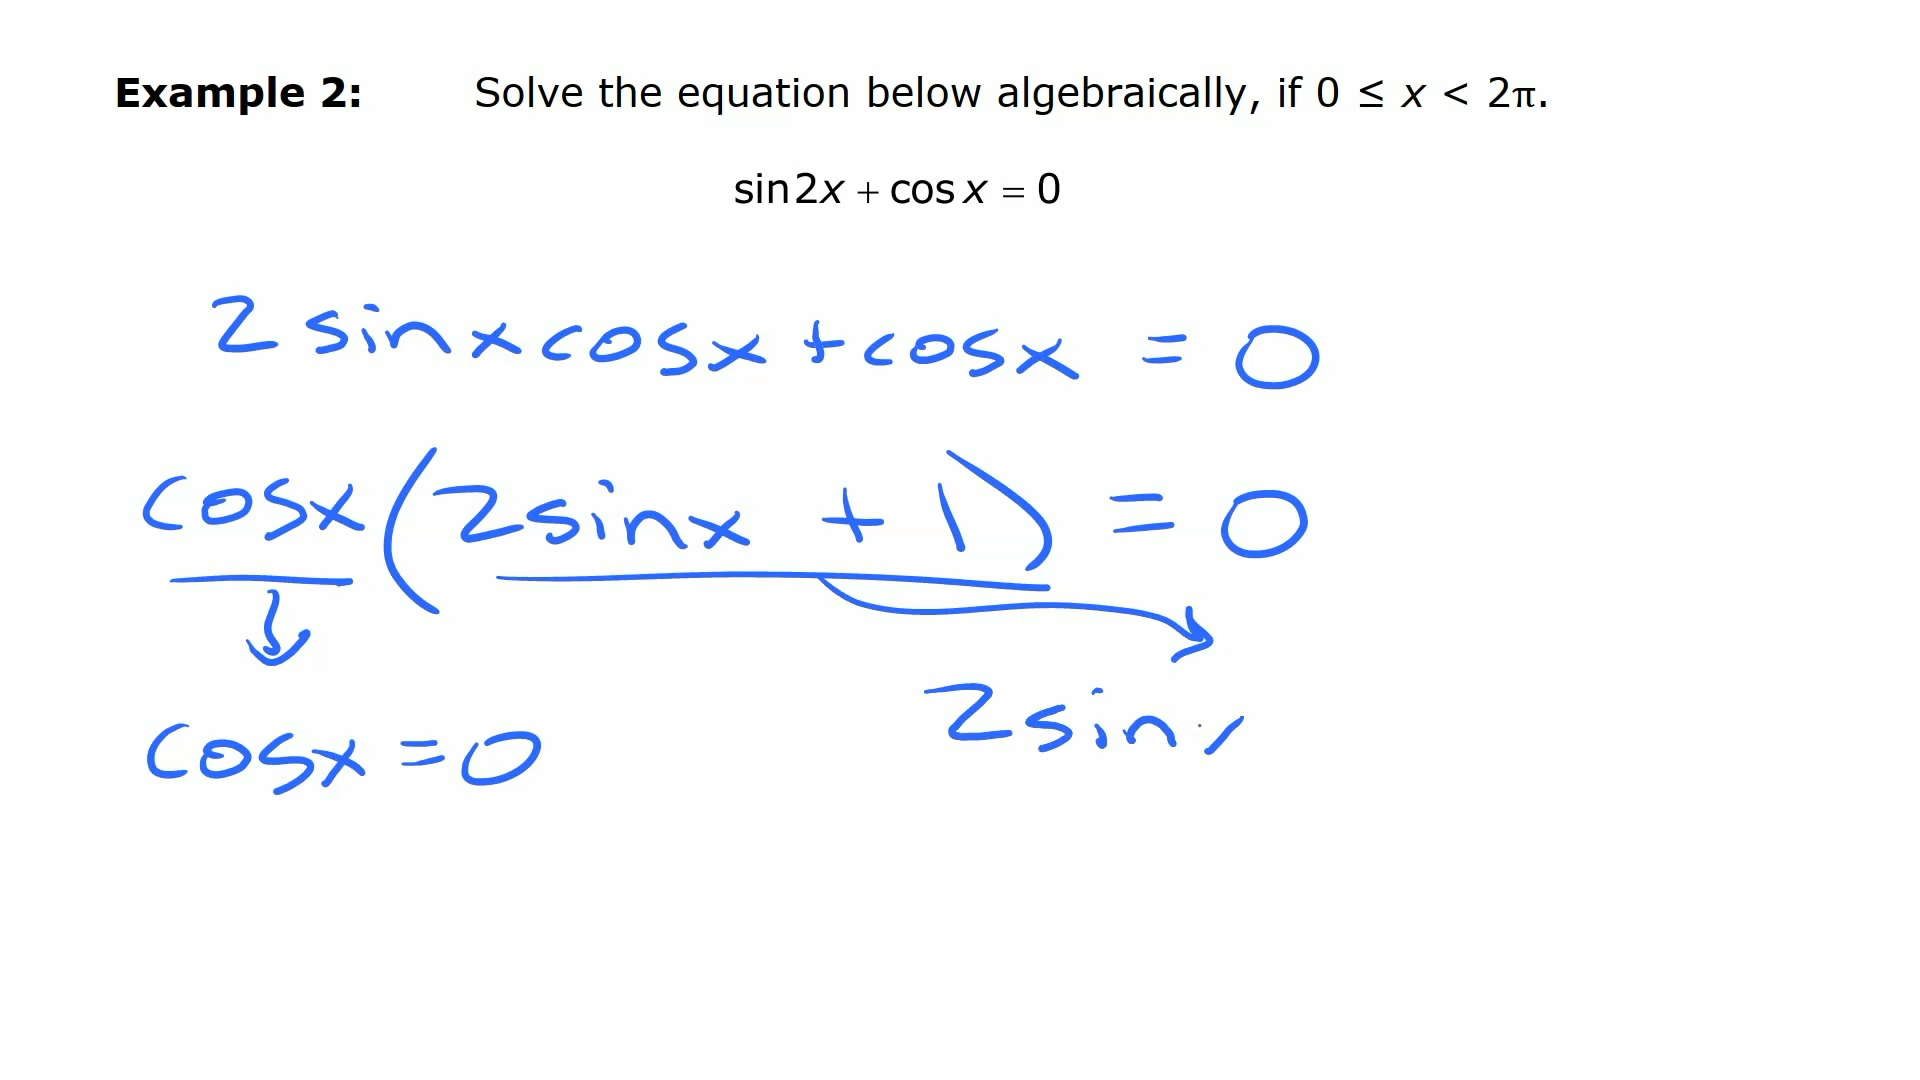 Example 2: Solve the equation below algebraically, if 0 ≤ x < 2π.
sin2x + cos x = 0
2 sinx cosx + cosx = 0
cosx (2sinx + 1) = 0
cosx = 0 2sin